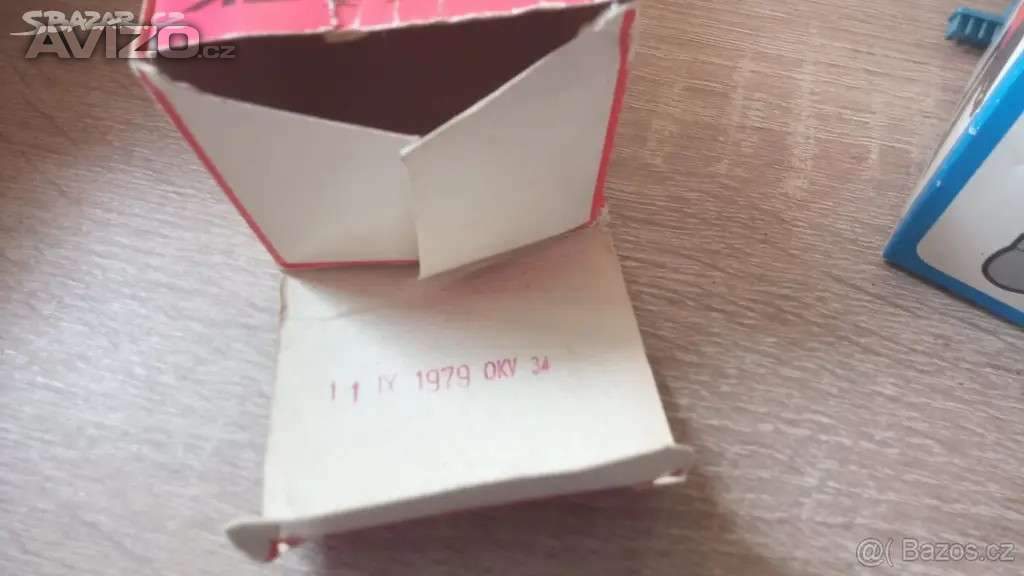 SBAZAR.CZ
AVIZO.cz
11 IX 1979 OKV 34
@( Bazos.cz